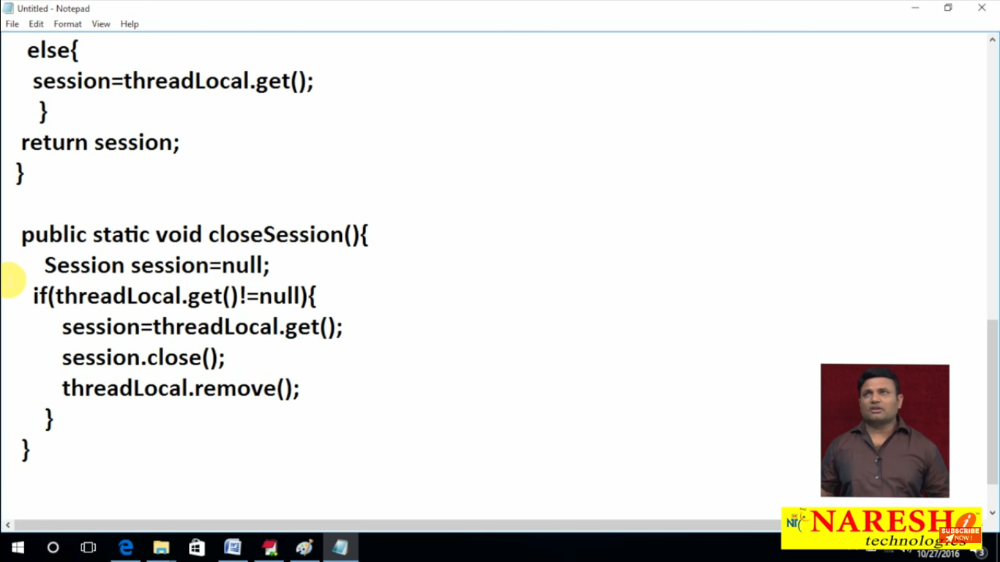 Untitled - Notepad
File Edit Format View Help
else{
session=threadLocal.get();
}
return session;
}
public static void closeSession(){
Session session=null;
if(threadLocal.get()!=null){
session=threadLocal.get();
session.close();
threadLocal.remove();
}
}
NARESH
technologies
SUBSCRIBE
NOW !
10/27/2016